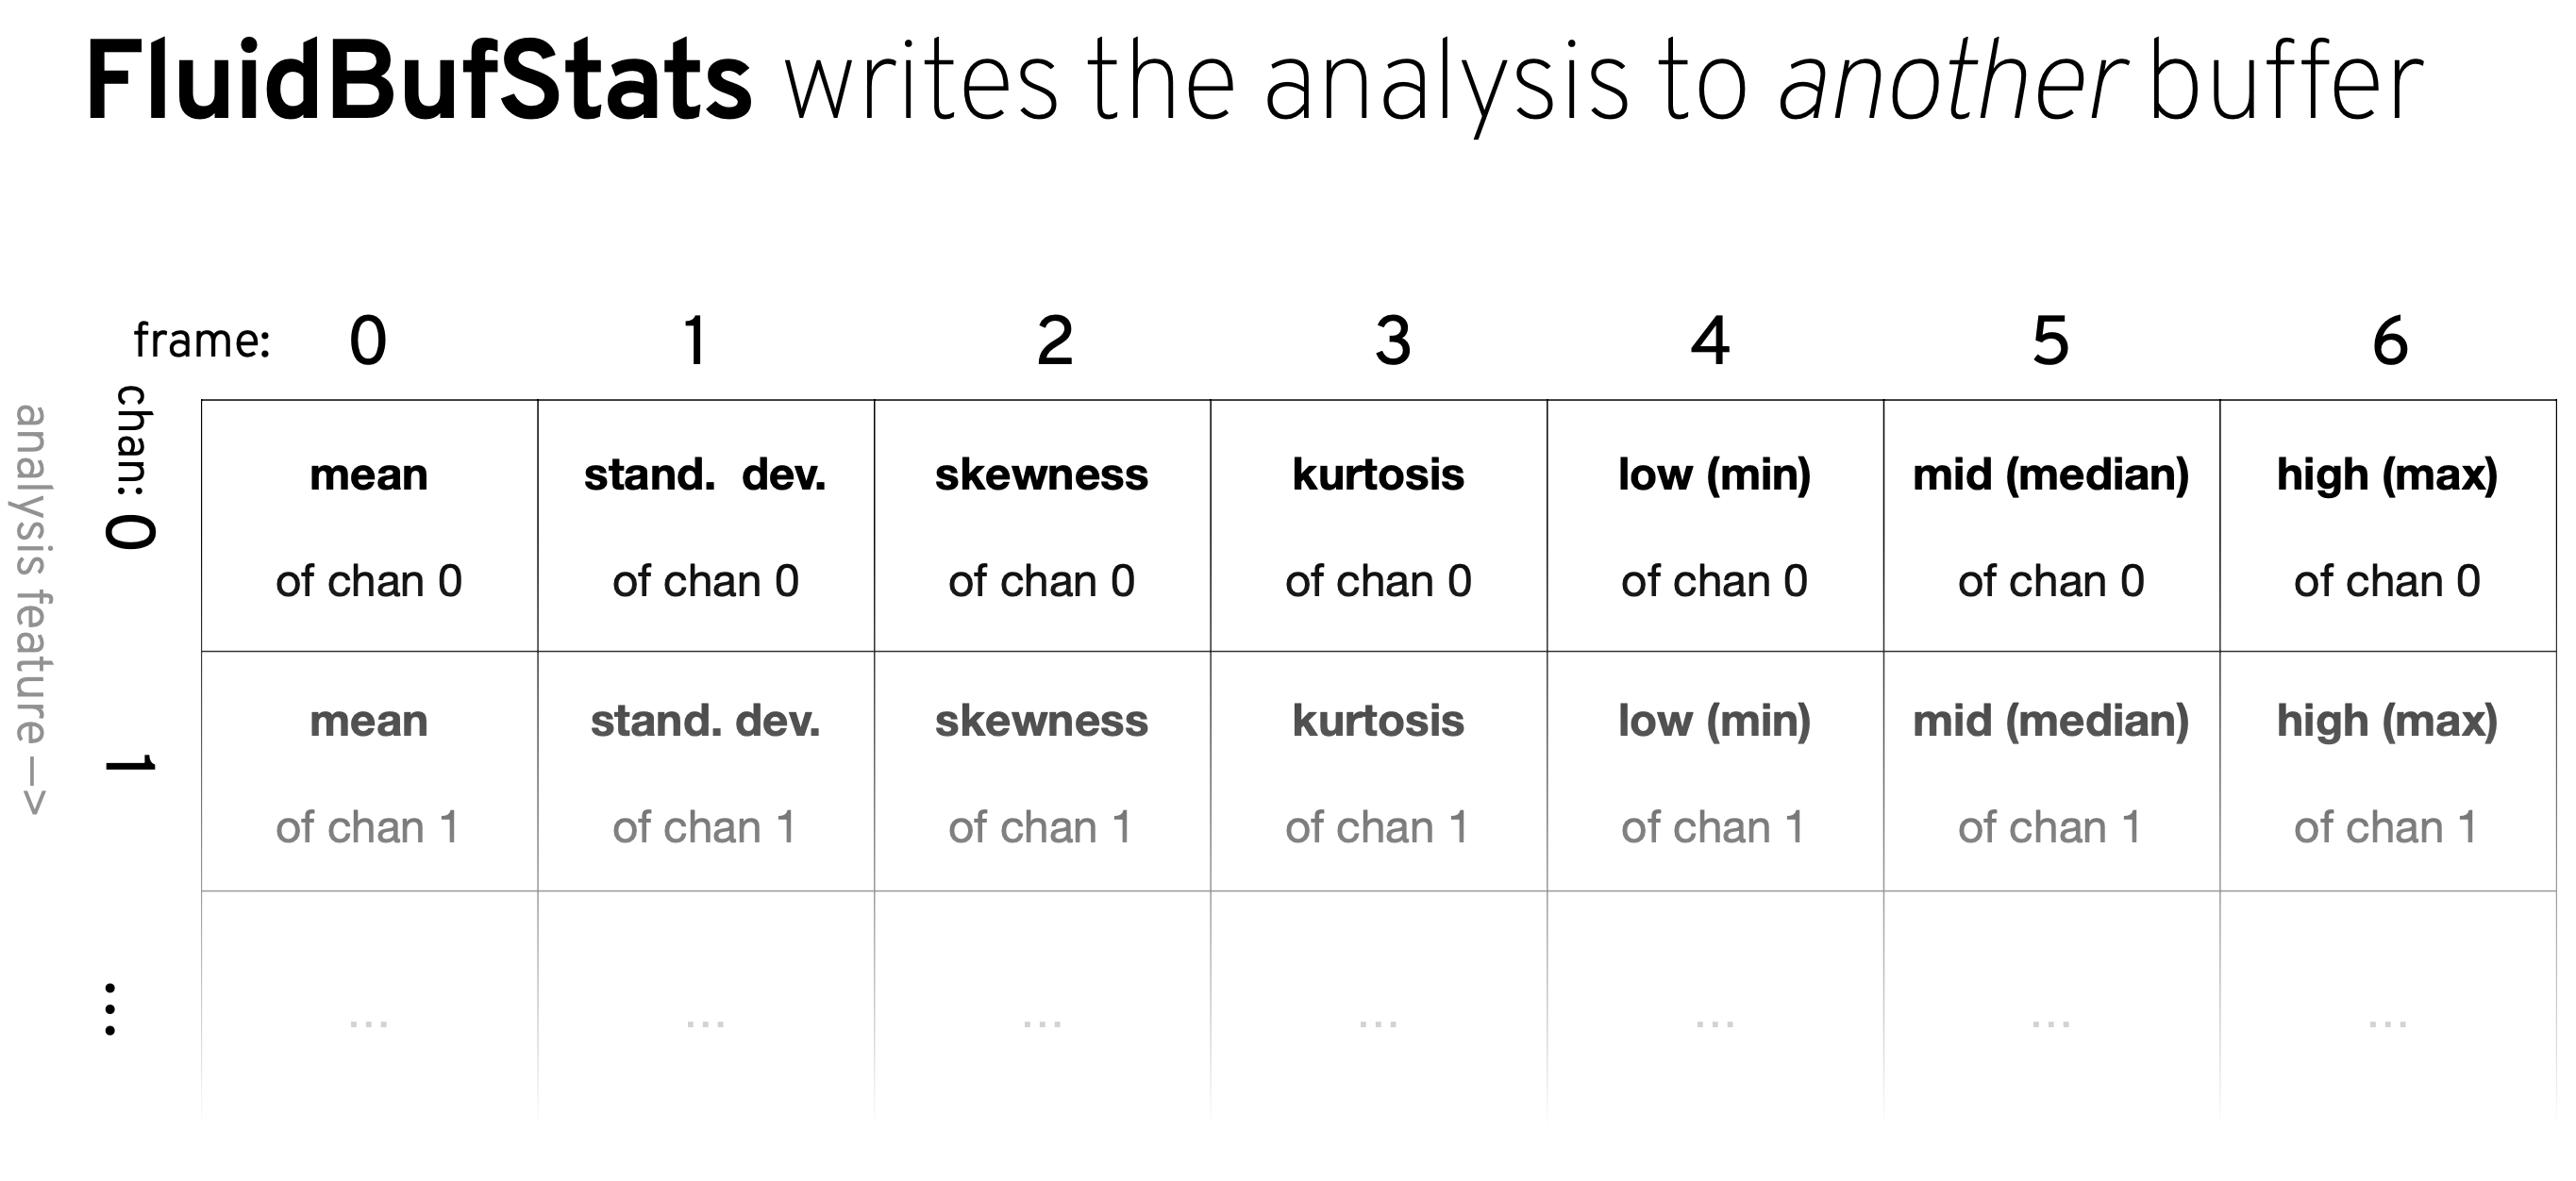 FluidBufStats writes the analysis to another buffer
frame: 0 1 2 3 4 5 6
analysis feature —>
chan: 0
mean stand. dev. skewness kurtosis low (min) mid (median) high (max)
of chan 0 of chan 0 of chan 0 of chan 0 of chan 0 of chan 0 of chan 0
1
mean stand. dev. skewness kurtosis low (min) mid (median) high (max)
of chan 1 of chan 1 of chan 1 of chan 1 of chan 1 of chan 1 of chan 1
...
... ... ... ... ... ... ...